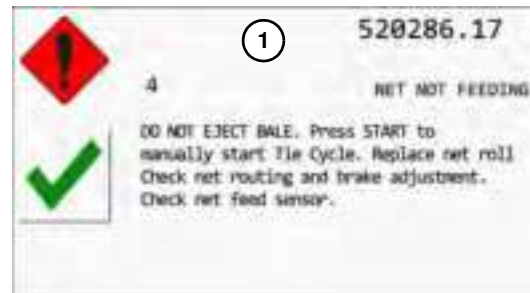 1
520286.17
4
NET NOT FEEDING
DO NOT EJECT BALE. Press START to
manually start Tie Cycle. Replace net roll
Check net routing and brake adjustment.
Check net feed sensor.